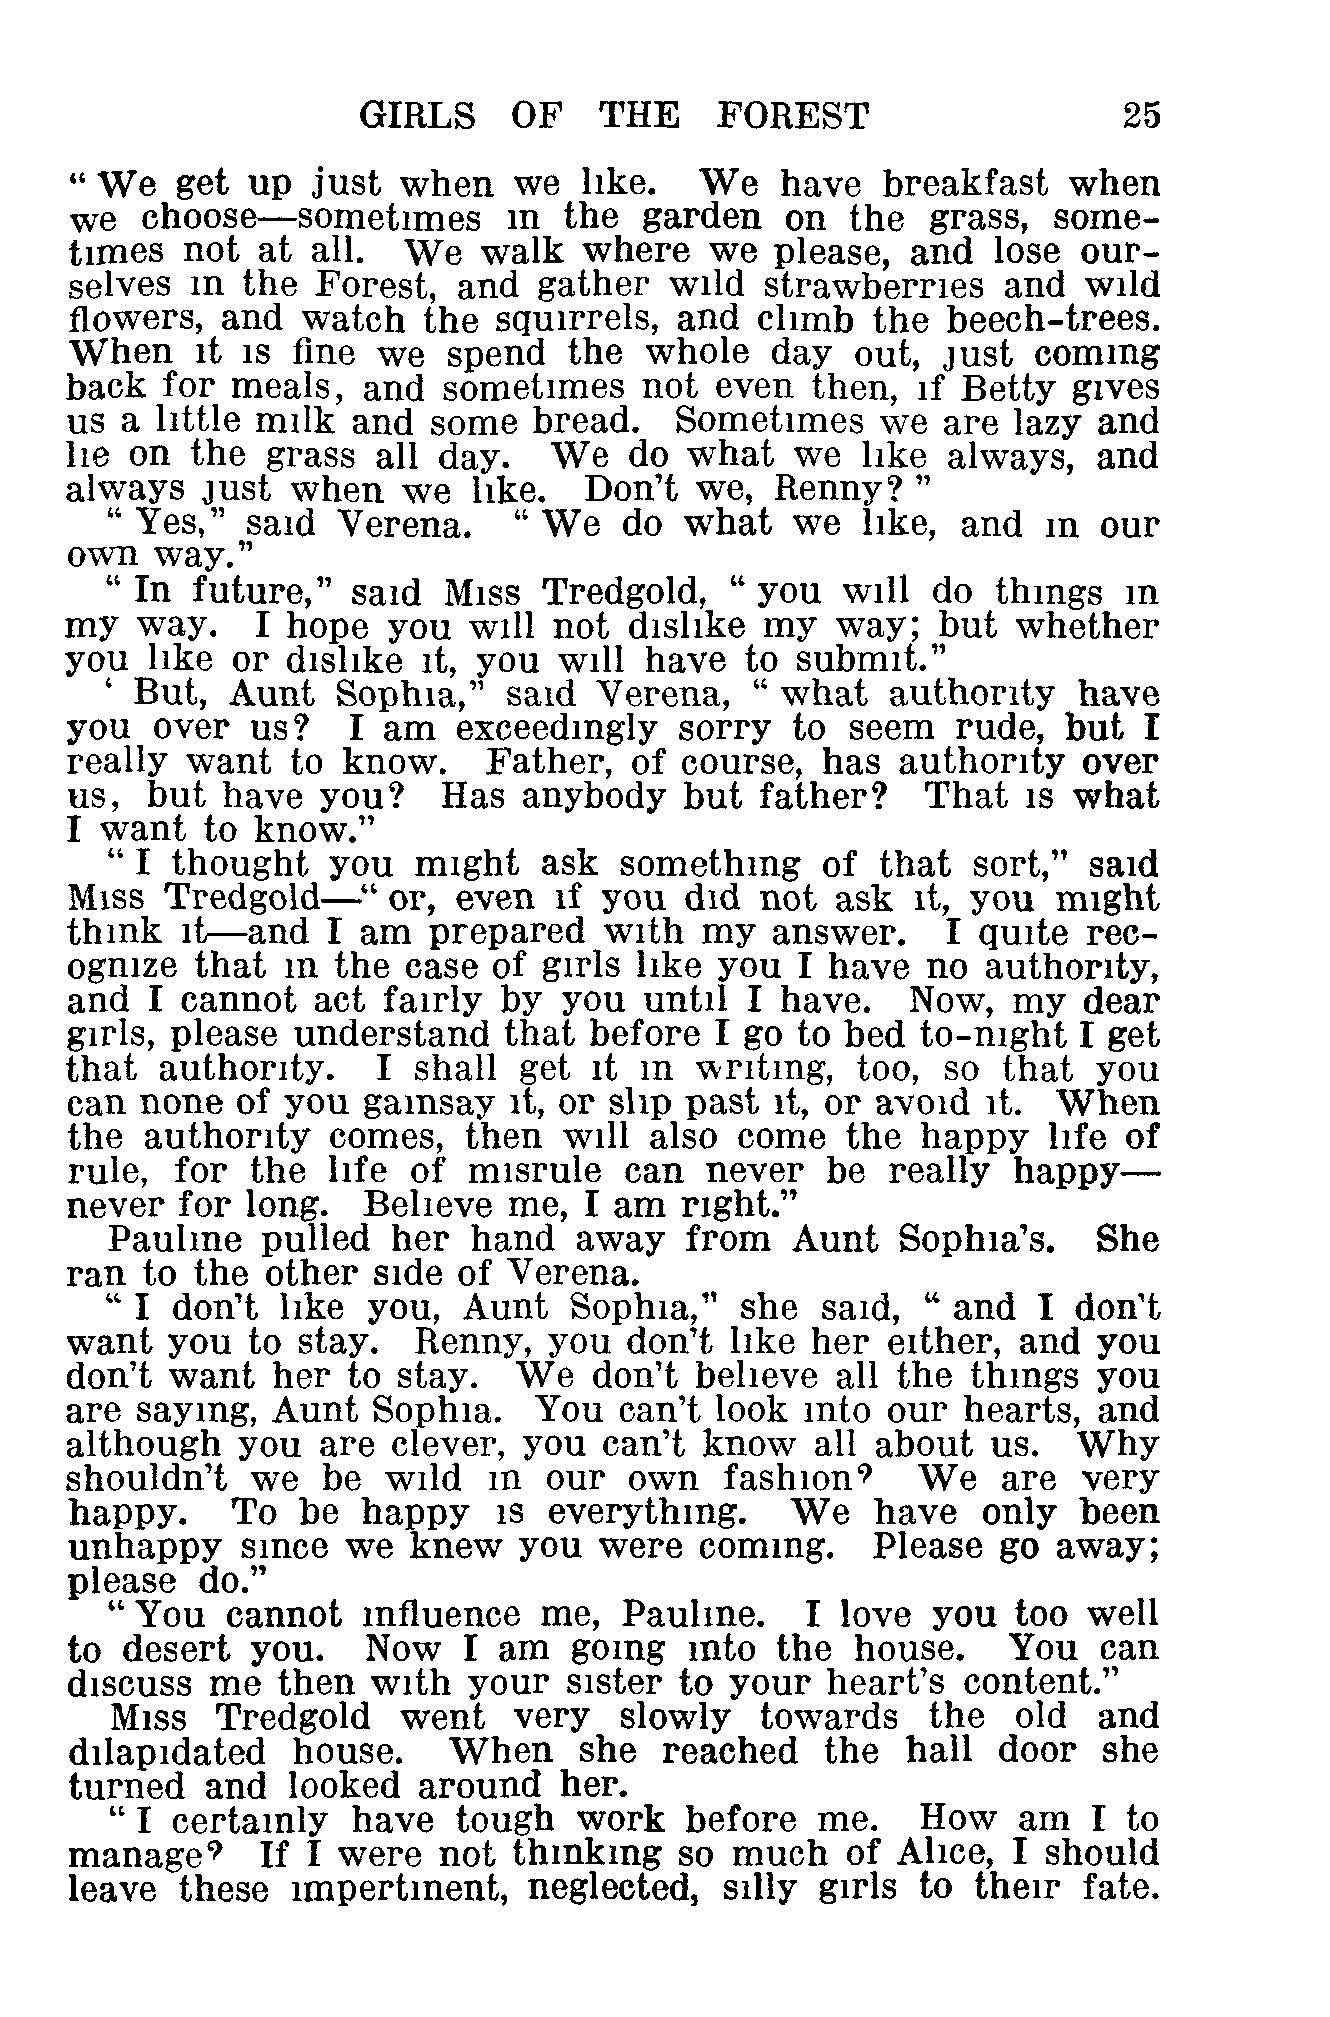 GIRLS OF THE FOREST 25
“ We get up just when we like. We have breakfast when
we choose—sometimes in the garden on the grass, some-
times not at all. We walk where we please, and lose our-
selves in the Forest, and gather wild strawberries and wild
flowers, and watch the squirrels, and climb the beech-trees.
When it is fine we spend the whole day out, just coming
back for meals, and sometimes not even then, if Betty gives
us a little milk and some bread. Sometimes we are lazy and
lie on the grass all day. We do what we like always, and
always just when we like. Don’t we, Renny? ”
“ Yes,” said Verena. “ We do what we like, and in our
own way.”
“ In future,” said Miss Tredgold, “ you will do things in
my way. I hope you will not dislike my way; but whether
you like or dislike it, you will have to submit.”
‘ But, Aunt Sophia,” said Verena, “ what authority have
you over us? I am exceedingly sorry to seem rude, but I
really want to know. Father, of course, has authority over
us, but have you? Has anybody but father? That is what
I want to know.”
“ I thought you might ask something of that sort,” said
Miss Tredgold—“ or, even if you did not ask it, you might
think it—and I am prepared with my answer. I quite rec-
ognize that in the case of girls like you I have no authority,
and I cannot act fairly by you until I have. Now, my dear
girls, please understand that before I go to bed to-night I get
that authority. I shall get it in writing, too, so that you
can none of you gainsay it, or slip past it, or avoid it. When
the authority comes, then will also come the happy life of
rule, for the life of misrule can never be really happy—
never for long. Believe me, I am right.”
Pauline pulled her hand away from Aunt Sophia’s. She
ran to the other side of Verena.
“ I don’t like you, Aunt Sophia,” she said, “ and I don’t
want you to stay. Renny, you don’t like her either, and you
don’t want her to stay. We don’t believe all the things you
are saying, Aunt Sophia. You can’t look into our hearts, and
although you are clever, you can’t know all about us. Why
shouldn’t we be wild in our own fashion? We are very
happy. To be happy is everything. We have only been
unhappy since we knew you were coming. Please go away;
please do.”
“ You cannot influence me, Pauline. I love you too well
to desert you. Now I am going into the house. You can
discuss me then with your sister to your heart’s content.”
Miss Tredgold went very slowly towards the old and
dilapidated house. When she reached the hall door she
turned and looked around her.
“ I certainly have tough work before me. How am I to
manage? If I were not thinking so much of Alice, I should
leave these impertinent, neglected, silly girls to their fate.